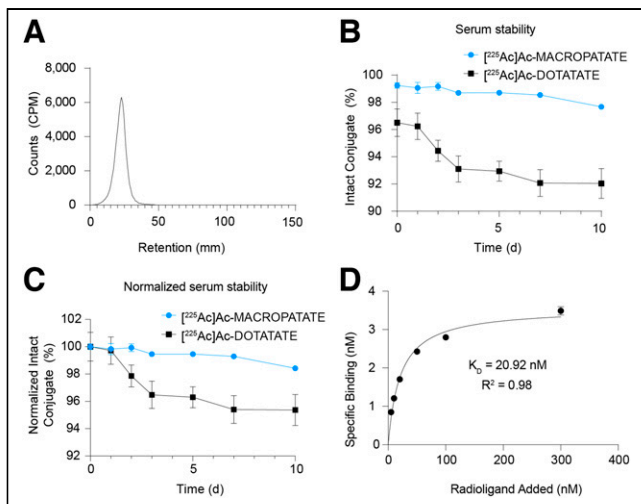 A
Counts
(CPM)
8,000
6,000
4,000
2,000
0
0
50
100
150
Retention (mm)
B
Serum stability
[²²⁵Ac]Ac-MACROPATATE
[²²⁵Ac]Ac-DOTATATE
Intact Conjugate
(%)
100
98
96
94
92
90
0
5
10
Time (d)
C
Normalized serum stability
[²²⁵Ac]Ac-MACROPATATE
[²²⁵Ac]Ac-DOTATATE
Normalized Intact
Conjugate (%)
102
100
98
96
94
92
0
5
10
Time (d)
D
Specific Binding
(nM)
4
3
2
1
0
K_D = 20.92 nM
R² = 0.98
0
100
200
300
400
Radioligand Added (nM)